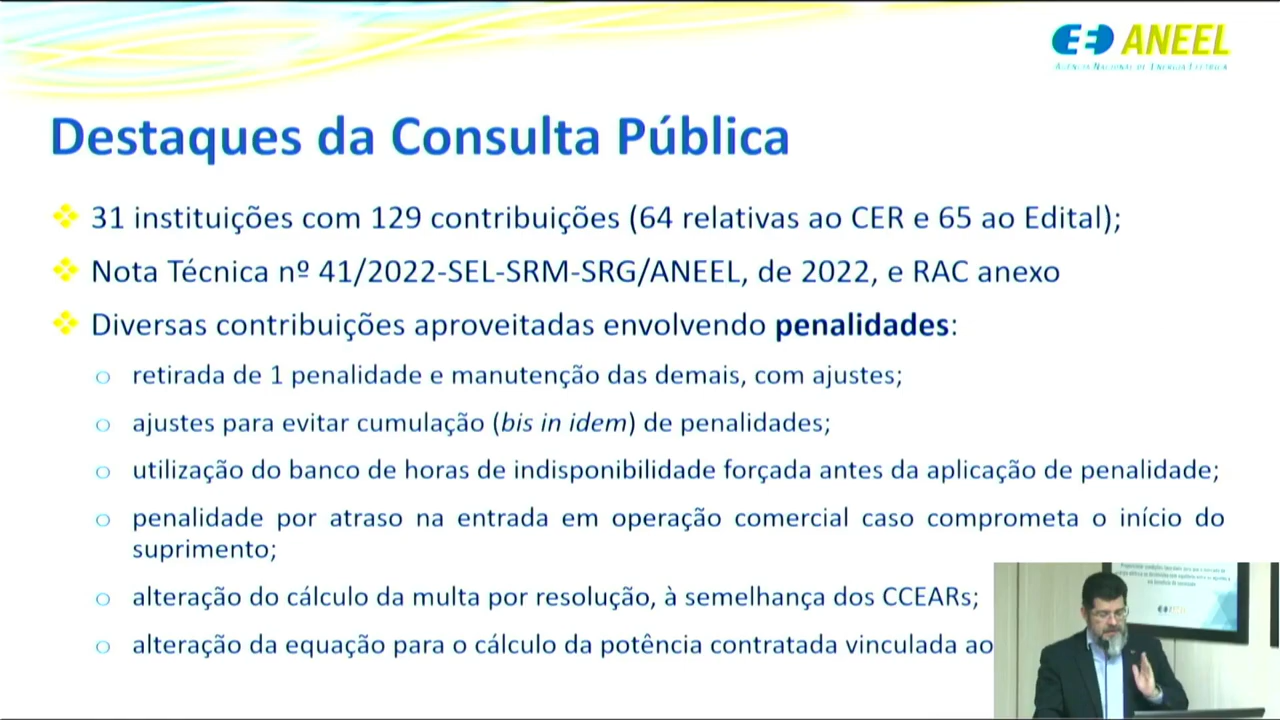 ANEEL
AGÊNCIA NACIONAL DE ENERGIA ELÉTRICA
Destaques da Consulta Pública
31 instituições com 129 contribuições (64 relativas ao CER e 65 ao Edital);
Nota Técnica nº 41/2022-SEL-SRM-SRG/ANEEL, de 2022, e RAC anexo
Diversas contribuições aproveitadas envolvendo penalidades:
o retirada de 1 penalidade e manutenção das demais, com ajustes;
o ajustes para evitar cumulação (bis in idem) de penalidades;
o utilização do banco de horas de indisponibilidade forçada antes da aplicação de penalidade;
o penalidade por atraso na entrada em operação comercial caso comprometa o início do
suprimento;
o alteração do cálculo da multa por resolução, à semelhança dos CCEARs;
o alteração da equação para o cálculo da potência contratada vinculada ao